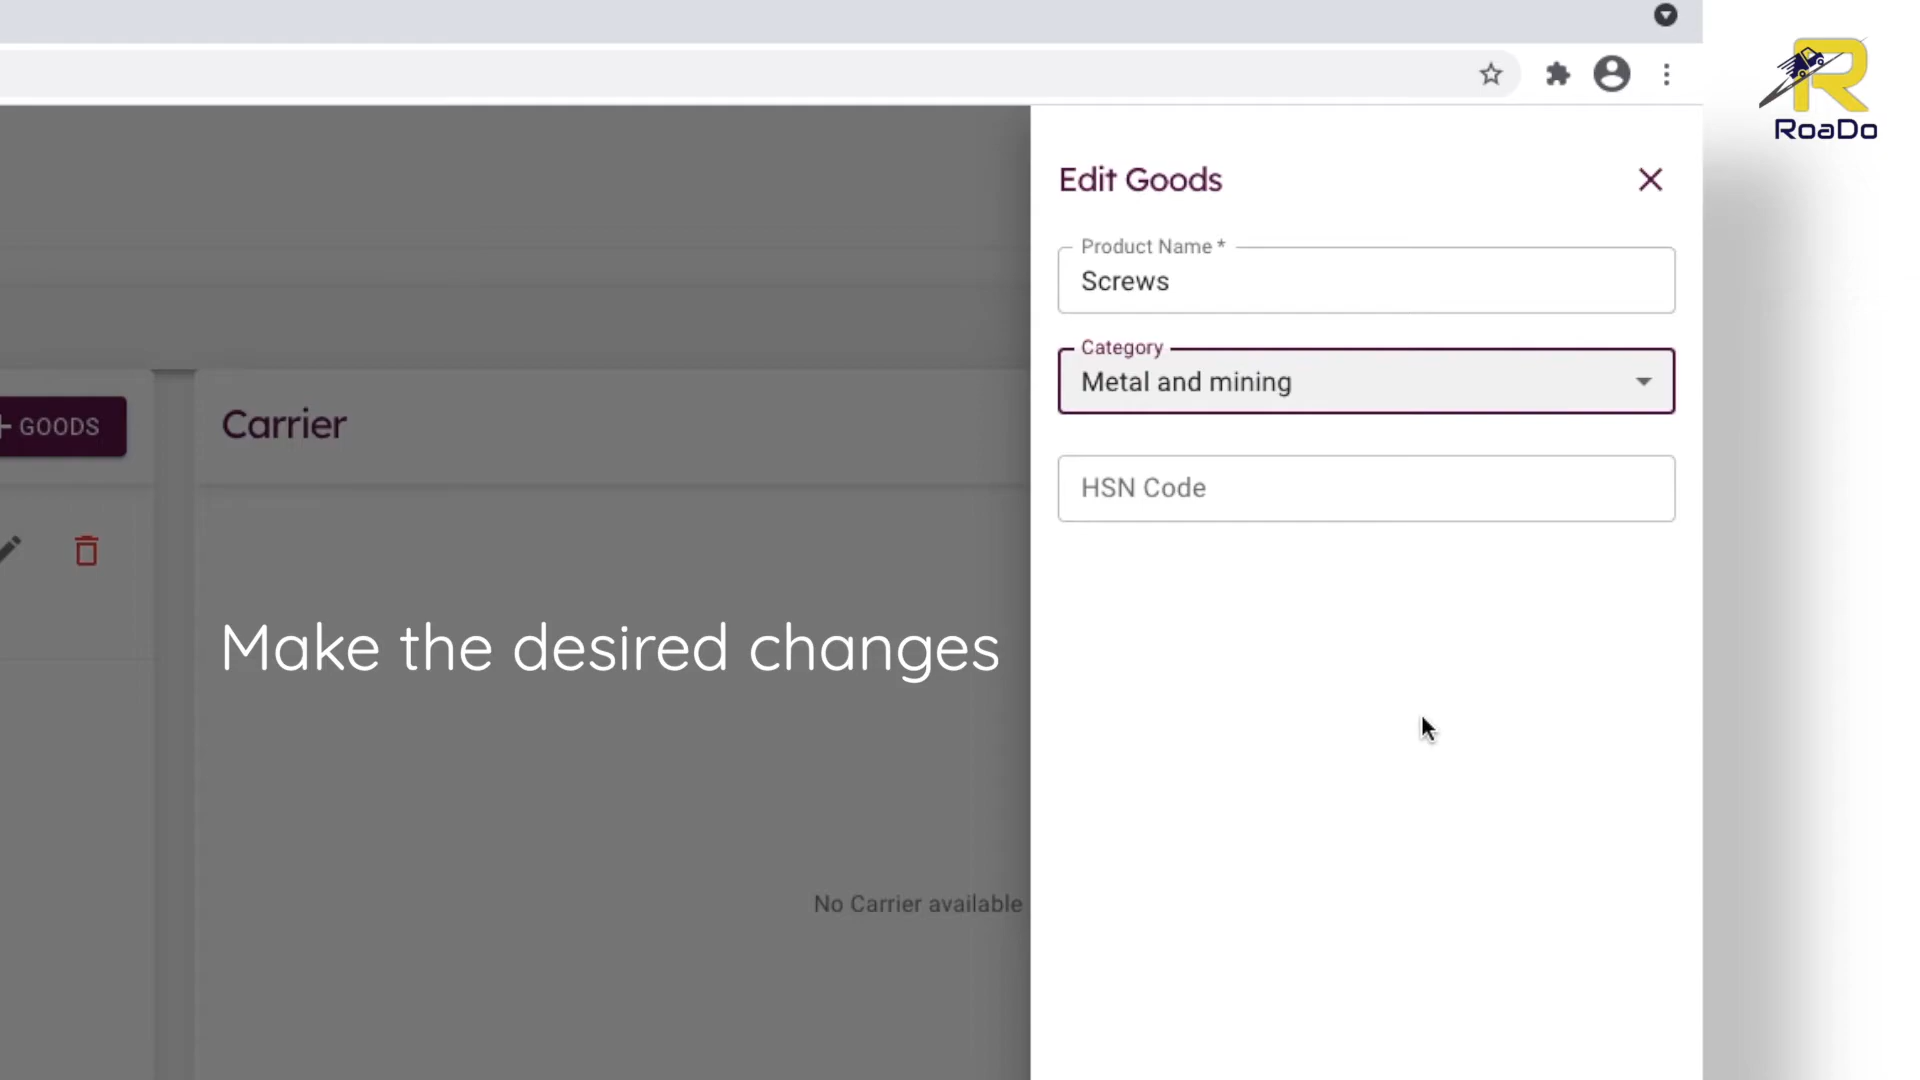 RoaDo
Edit Goods
Product Name *
Screws
Category
Metal and mining
GOODS
Carrier
HSN Code
Make the desired changes
No Carrier available